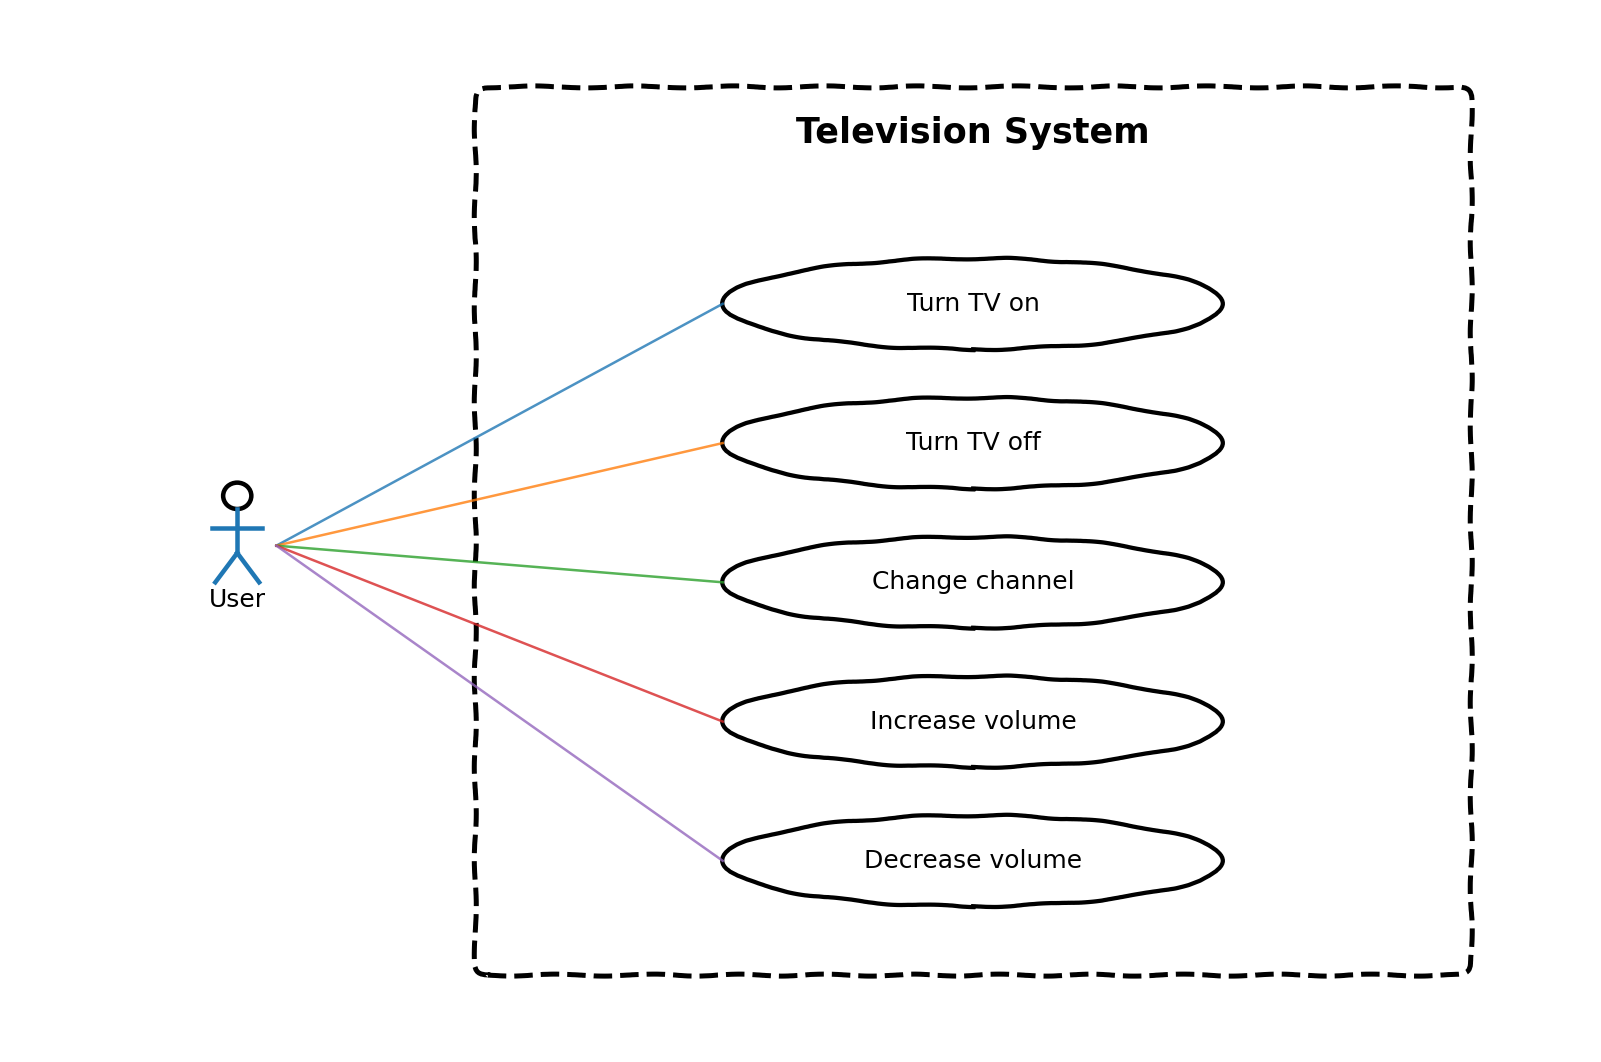 Television System
Turn TV on
Turn TV off
Change channel
User
Increase volume
Decrease volume